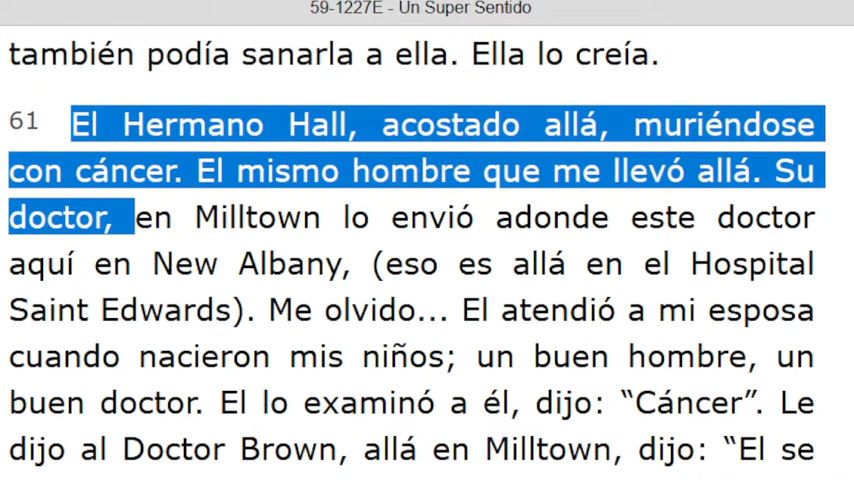 59-1227E - Un Super Sentido
también podía sanarla a ella. Ella lo creía.
61 El Hermano Hall, acostado allá, muriéndose
con cáncer. El mismo hombre que me llevó allá. Su
doctor, en Milltown lo envió adonde este doctor
aquí en New Albany, (eso es allá en el Hospital
Saint Edwards). Me olvido... El atendió a mi esposa
cuando nacieron mis niños; un buen hombre, un
buen doctor. El lo examinó a él, dijo: “Cáncer”. Le
dijo al Doctor Brown, allá en Milltown, dijo: “El se